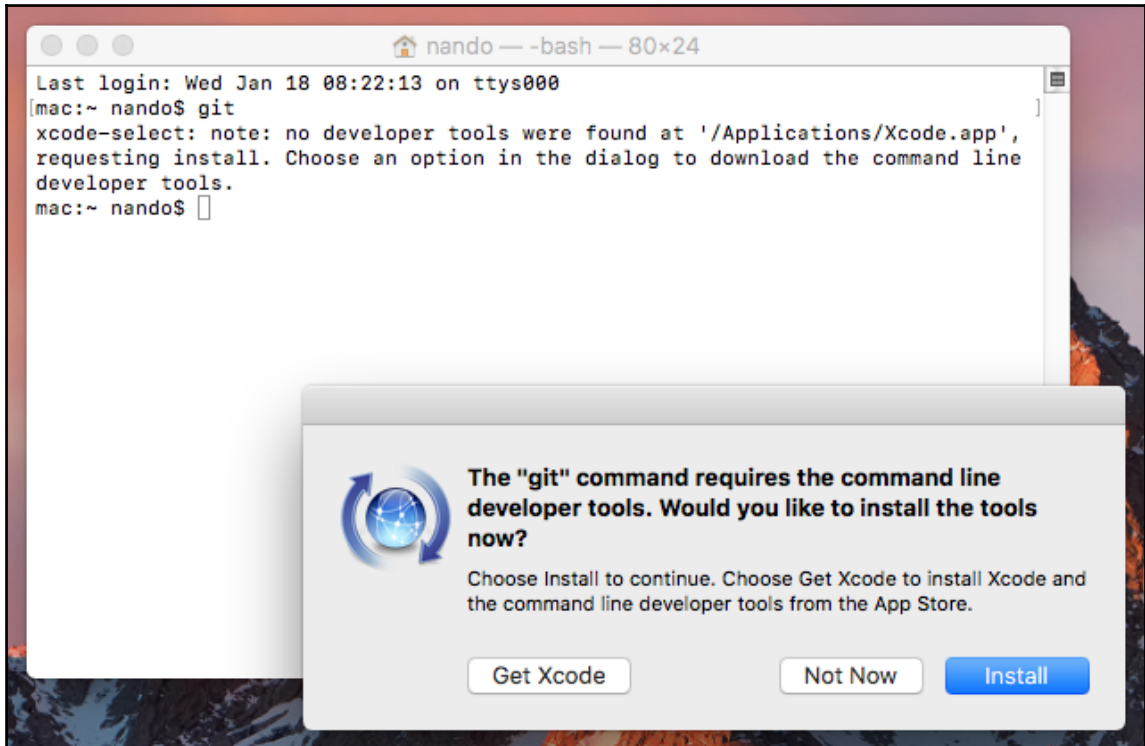 nando — -bash — 80×24
Last login: Wed Jan 18 08:22:13 on ttys000
[mac:~ nando$ git ]
xcode-select: note: no developer tools were found at '/Applications/Xcode.app',
requesting install. Choose an option in the dialog to download the command line
developer tools.
mac:~ nando$
The "git" command requires the command line
developer tools. Would you like to install the tools
now?
Choose Install to continue. Choose Get Xcode to install Xcode and
the command line developer tools from the App Store.
Get Xcode Not Now Install